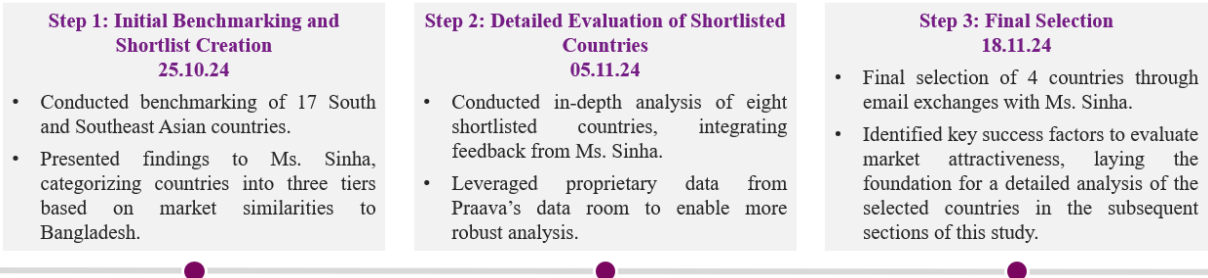 Step 1: Initial Benchmarking and
Shortlist Creation
25.10.24
• Conducted benchmarking of 17 South
and Southeast Asian countries.
• Presented findings to Ms. Sinha,
categorizing countries into three tiers
based on market similarities to
Bangladesh.
Step 2: Detailed Evaluation of Shortlisted
Countries
05.11.24
• Conducted in-depth analysis of eight
shortlisted countries, integrating
feedback from Ms. Sinha.
• Leveraged proprietary data from
Praava’s data room to enable more
robust analysis.
Step 3: Final Selection
18.11.24
• Final selection of 4 countries through
email exchanges with Ms. Sinha.
• Identified key success factors to evaluate
market attractiveness, laying the
foundation for a detailed analysis of the
selected countries in the subsequent
sections of this study.